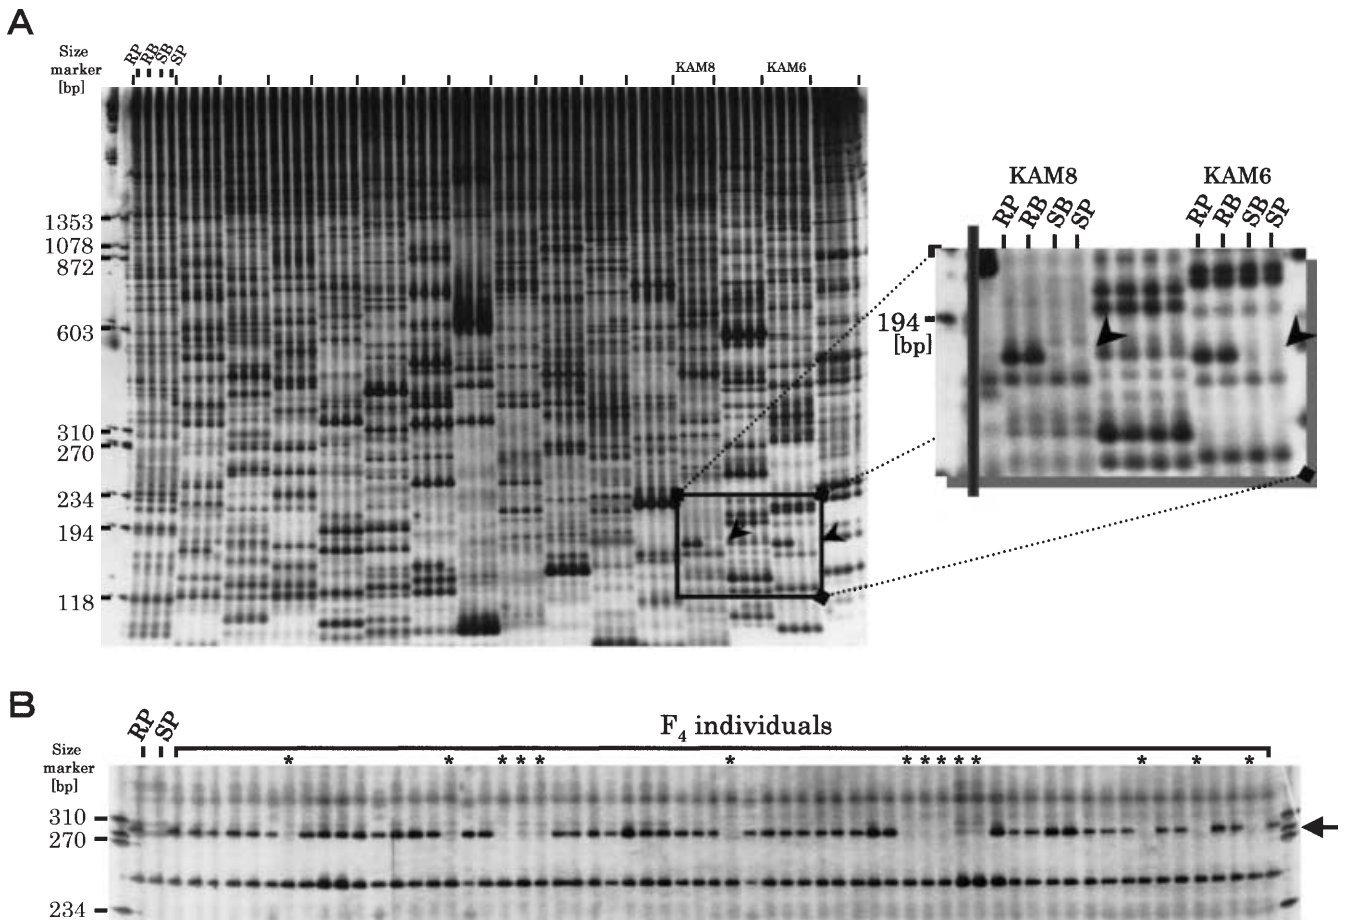 A
Size
marker
[bp]
RP
RB
SB
SP
KAM8
KAM6
1353
1078
872
603
310
270
234
194
118
KAM8
KAM6
RP
RB
SB
SP
RP
RB
SB
SP
194
[bp]
B
RP
SP
F4 individuals
Size
marker
[bp]
* * * * * * * * * * * * * *
310
270
234